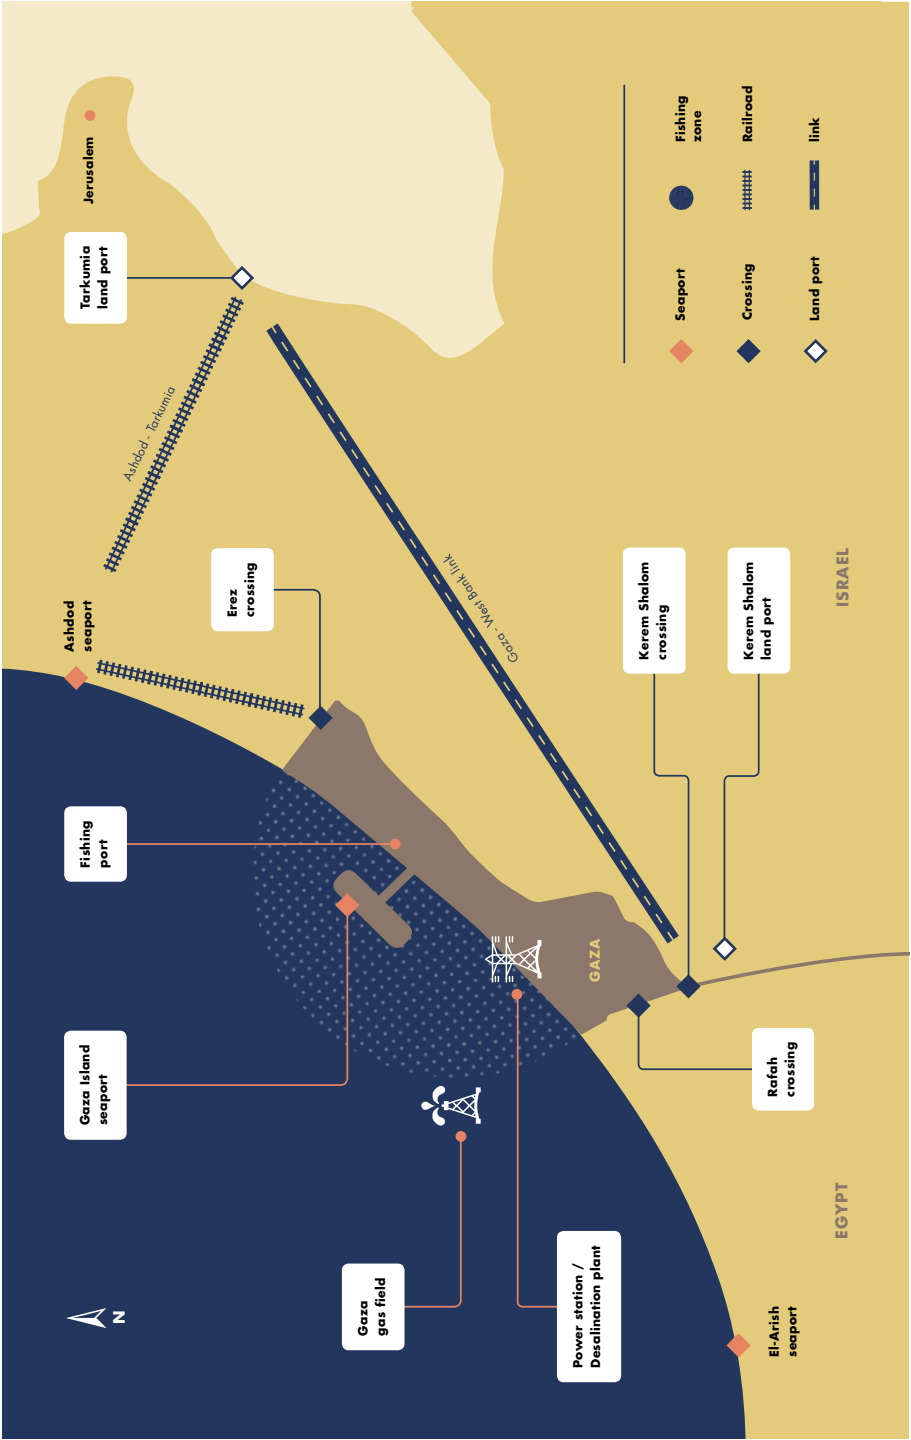 N
Gaza
gas field
Power station /
Desalination plant
El-Arish
seaport
EGYPT
Gaza Island
seaport
Rafah
crossing
Fishing
port
GAZA
Ashdod
seaport
Erez
crossing
Kerem Shalom
crossing
Kerem Shalom
land port
ISRAEL
Ashdod - Tarkumia
Gaza - West Bank link
Tarkumia
land port
Jerusalem
Seaport
Crossing
Land port
Fishing
zone
Railroad
link